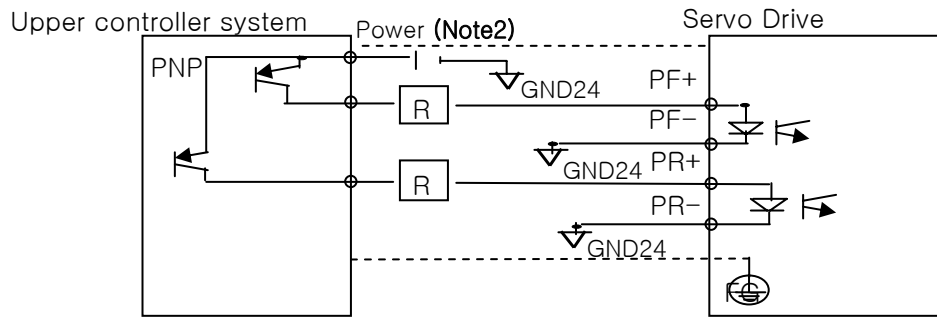 Upper controller system
Power (Note2)
Servo Drive
PNP
GND24
PF+
R
PF-
GND24
PR+
R
PR-
GND24
FG